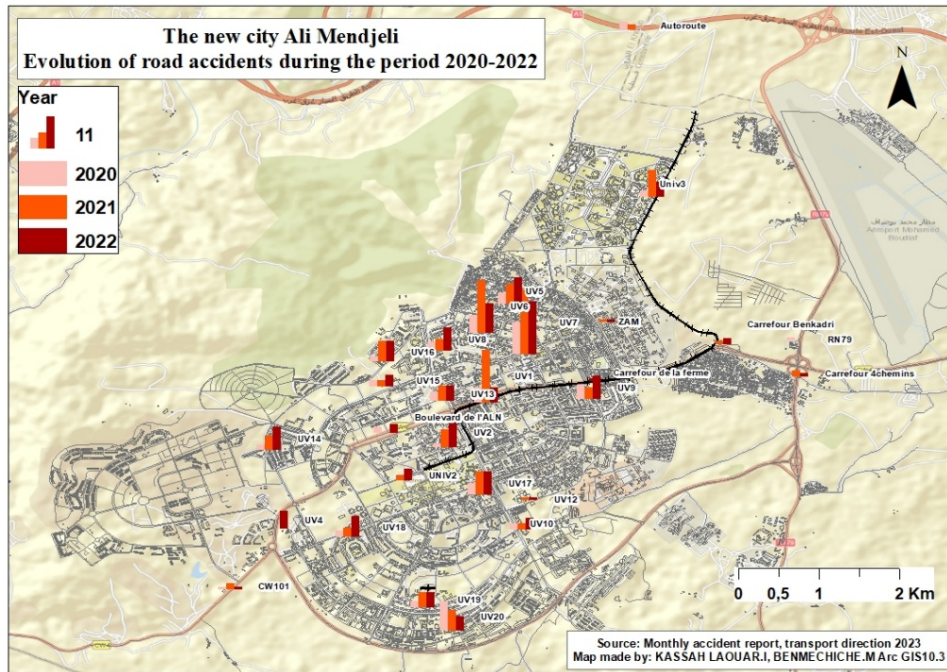 The new city Ali Mendjeli
Evolution of road accidents during the period 2020-2022
Year
11
2020
2021
2022
Autoroute
N
Univ3
UV5
UV6
UV8
UV7
ZAM
Carrefour Benkadri
RN79
UV16
UV15
UV1
Carrefour de la ferme
Carrefour 4chemins
UV13
UV9
Boulevard de l'ALN
UV2
UV14
UNIV2
UV17
UV12
UV4
UV18
UV10
CW101
UV19
UV20
0 0,5 1 2 Km
Source: Monthly accident report, transport direction 2023
Map made by: KASSAH LAOUAR.I, BENMECHICHE.M Arc GIS10.3